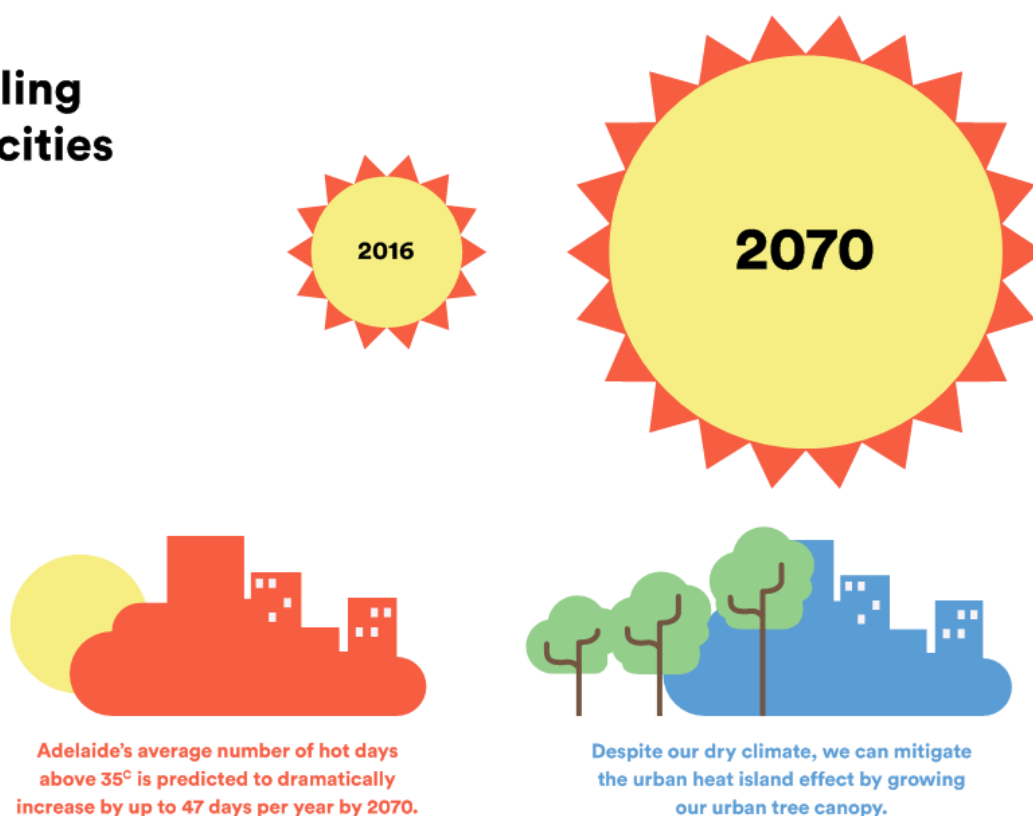 ling
cities
2016
2070
Adelaide's average number of hot days
above 35ᶜ is predicted to dramatically
increase by up to 47 days per year by 2070.
Despite our dry climate, we can mitigate
the urban heat island effect by growing
our urban tree canopy.